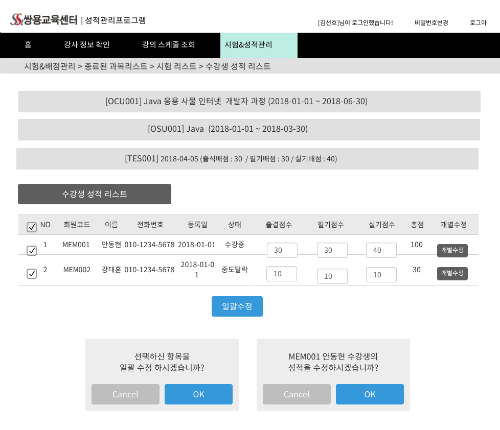 쌍용교육센터 | 성적관리프로그램
[김선호]님이 로그인했습니다! 비밀번호변경 로그아
홈 강사 정보 확인 강의 스케줄 조회 시험&성적관리
시험&배점관리 > 종료된 과목리스트 > 시험 리스트 > 수강생 성적 리스트
[OCU001] Java 응용 사물 인터넷 개발자 과정 (2018-01-01 ~ 2018-06-30)
[OSU001] Java (2018-01-01 ~ 2018-03-30)
[TES001] 2018-04-05 (출석배점 : 30 / 필기배점 : 30 / 실기배점 : 40)
수강생 성적 리스트
NO 회원코드 이름 전화번호 등록일 상태 출결점수 필기점수 실기점수 총점 개별수정
1 MEM001 안동현 010-1234-5678 2018-01-01 수강중 30 30 40 100 개별수정
2 MEM002 강태훈 010-1234-5678 2018-01-0
1 중도탈락 10 10 10 30 개별수정
일괄수정
선택하신 항목을
일괄 수정 하시겠습니까?
Cancel OK
MEM001 안동현 수강생의
성적을 수정하시겠습니까?
Cancel OK